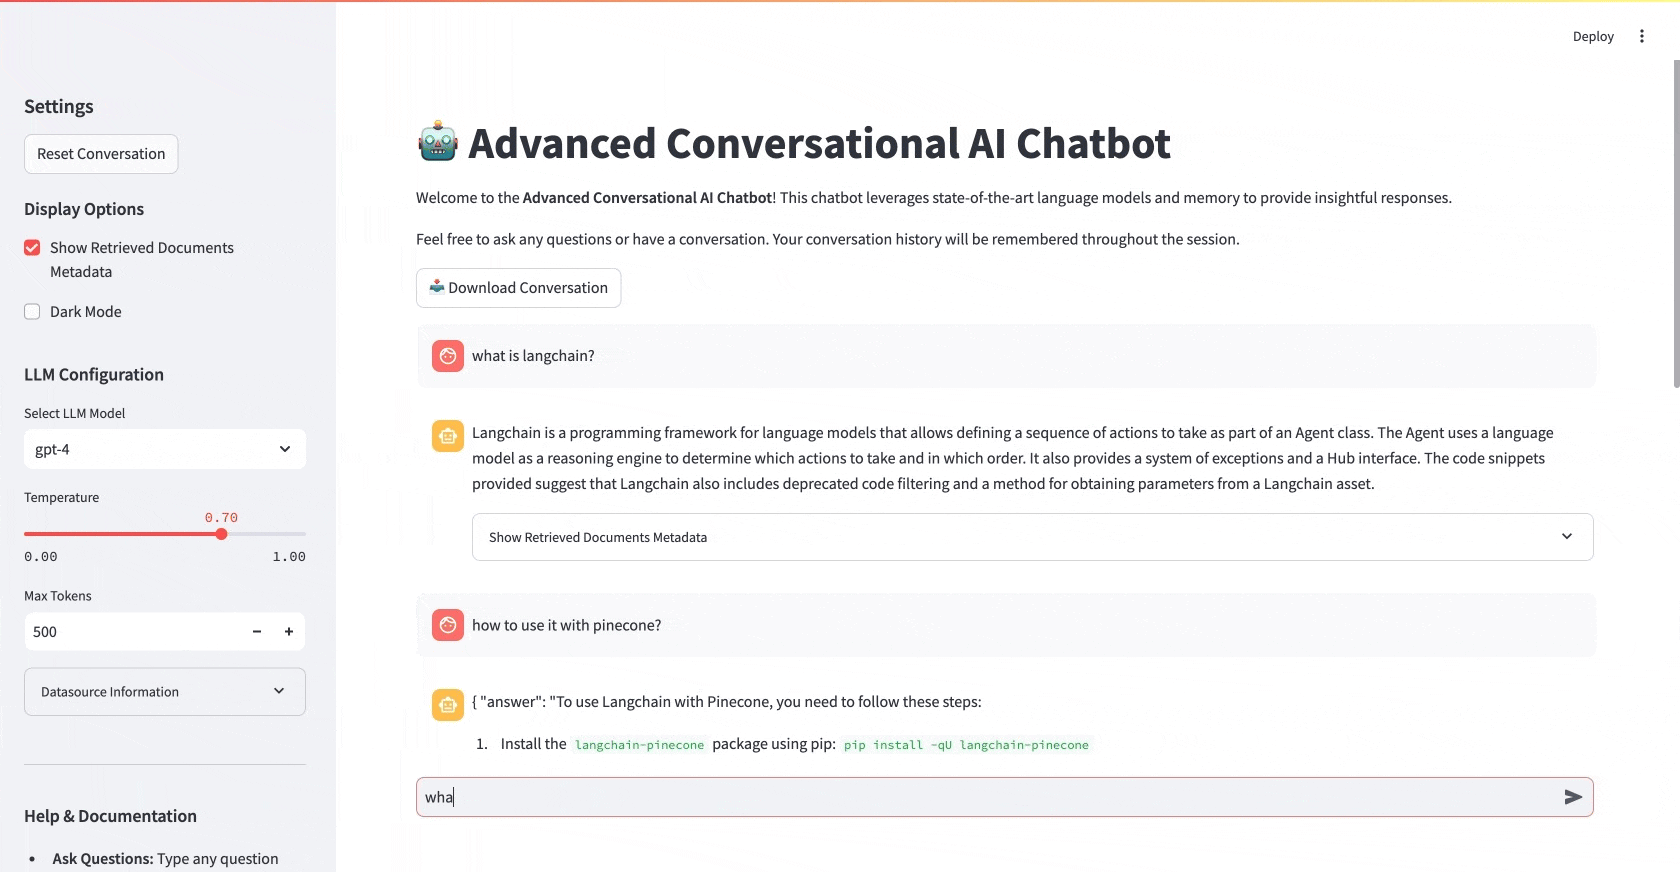 Deploy
Settings
Reset Conversation
Display Options
Show Retrieved Documents
Metadata
Dark Mode
LLM Configuration
Select LLM Model
gpt-4
Temperature
0.70
0.00 1.00
Max Tokens
500
Datasource Information
Help & Documentation
• Ask Questions: Type any question
Advanced Conversational AI Chatbot
Welcome to the Advanced Conversational AI Chatbot! This chatbot leverages state-of-the-art language models and memory to provide insightful responses.
Feel free to ask any questions or have a conversation. Your conversation history will be remembered throughout the session.
Download Conversation
what is langchain?
Langchain is a programming framework for language models that allows defining a sequence of actions to take as part of an Agent class. The Agent uses a language
model as a reasoning engine to determine which actions to take and in which order. It also provides a system of exceptions and a Hub interface. The code snippets
provided suggest that Langchain also includes deprecated code filtering and a method for obtaining parameters from a Langchain asset.
Show Retrieved Documents Metadata
how to use it with pinecone?
{ "answer": "To use Langchain with Pinecone, you need to follow these steps:
1. Install the langchain-pinecone package using pip: pip install -qU langchain-pinecone
wha